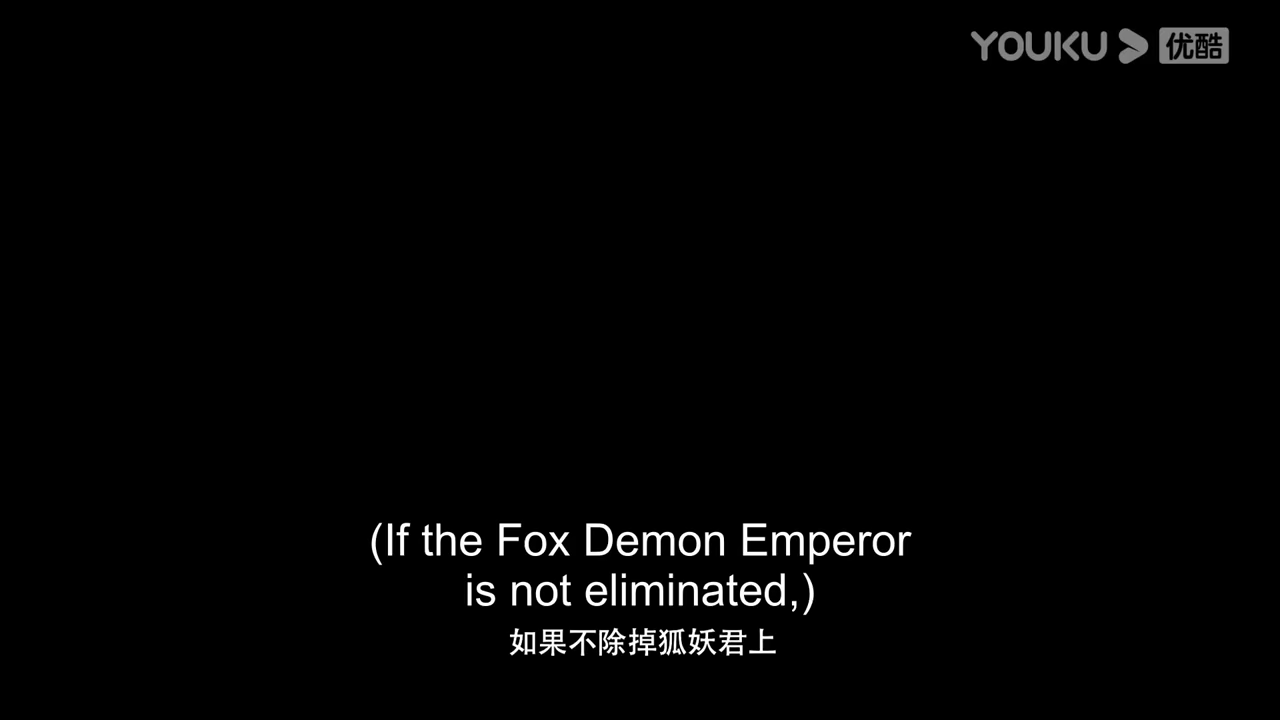 YOUKU 优酷
(If the Fox Demon Emperor
is not eliminated,)
如果不除掉狐妖君上